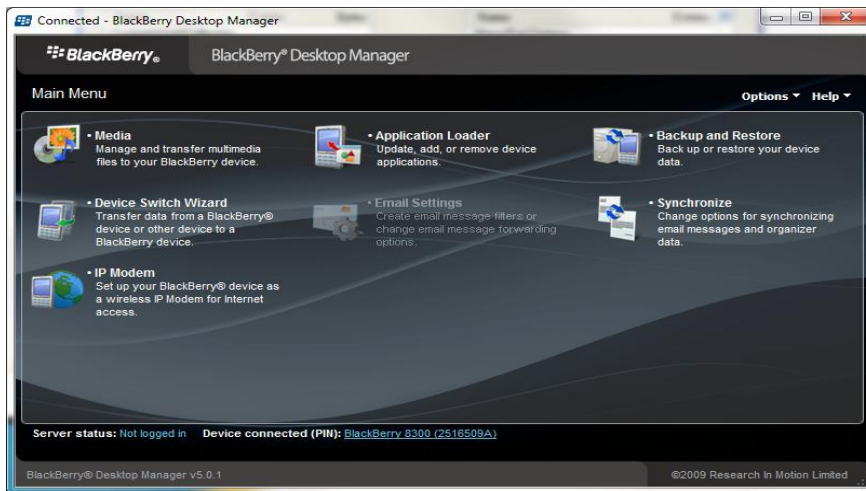 Connected - BlackBerry Desktop Manager
BlackBerry®
BlackBerry® Desktop Manager
Main Menu
Options
Help
Media
Manage and transfer multimedia
files to your BlackBerry device.
Application Loader
Update, add, or remove device
applications.
Backup and Restore
Back up or restore your device
data.
Device Switch Wizard
Transfer data from a BlackBerry®
device or other device to a
BlackBerry device.
Email Settings
Create email message filters or
change email message forwarding
options.
Synchronize
Change options for synchronizing
email messages and organizer
data.
IP Modem
Set up your BlackBerry® device as
a wireless IP Modem for Internet
access.
Server status: Not logged in Device connected (PIN): BlackBerry 8300 (2516509A)
BlackBerry® Desktop Manager v5.0.1
©2009 Research In Motion Limited